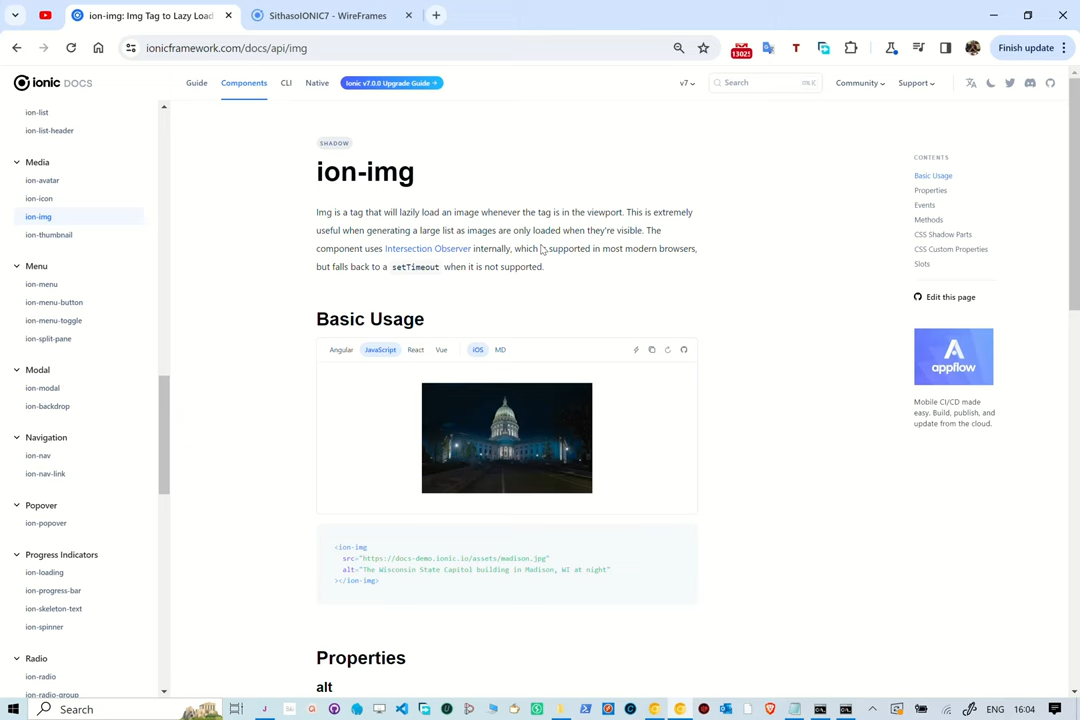 ion-img: Img Tag to Lazy Load
SithasoIONIC7 - WireFrames
ionicframework.com/docs/api/img
13025
T
Finish update
ionic DOCS
Guide
Components
CLI
Native
Ionic v7.0.0 Upgrade Guide
v7
Search
Community
Support
ion-list
ion-list-header
Media
ion-avatar
ion-icon
ion-img
ion-thumbnail
Menu
ion-menu
ion-menu-button
ion-menu-toggle
ion-split-pane
Modal
ion-modal
ion-backdrop
Navigation
ion-nav
ion-nav-link
Popover
ion-popover
Progress Indicators
ion-loading
ion-progress-bar
ion-skeleton-text
ion-spinner
Radio
ion-radio
ion-radio-group
SHADOW
ion-img
Img is a tag that will lazily load an image whenever the tag is in the viewport. This is extremely
useful when generating a large list as images are only loaded when they're visible. The
component uses Intersection Observer internally, which is supported in most modern browsers,
but falls back to a setTimeout when it is not supported.
Basic Usage
Angular
JavaScript
React
Vue
iOS
MD
<ion-img
src="https://docs-demo.ionic.io/assets/madison.jpg"
alt="The Wisconsin State Capitol building in Madison, WI at night"
></ion-img>
Properties
alt
CONTENTS
Basic Usage
Properties
Events
Methods
CSS Shadow Parts
CSS Custom Properties
Slots
Edit this page
appflow
Mobile CI/CD made
easy. Build, publish, and
update from the cloud.
Search
ENG
16:04